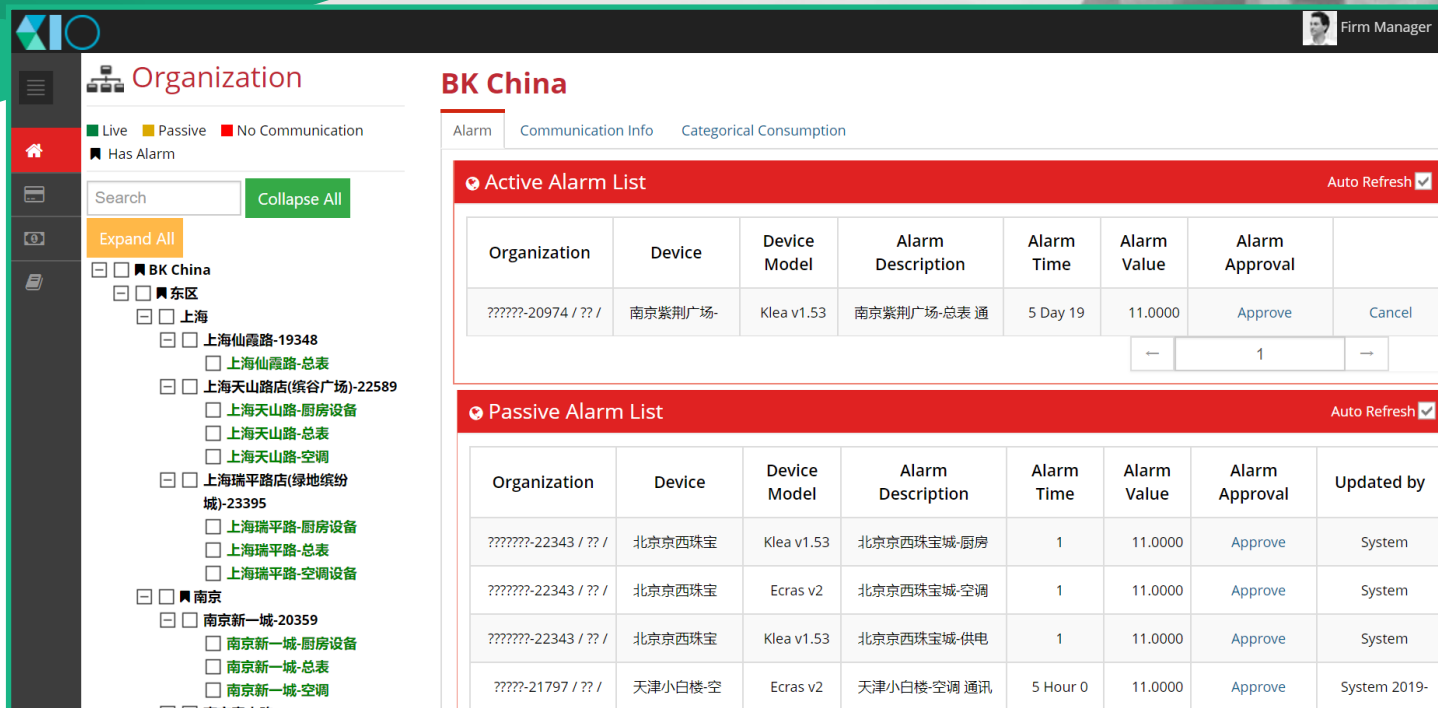 Firm Manager
Organization
Live Passive No Communication
Has Alarm
Search
Collapse All
Expand All
BK China
东区
上海
上海仙霞路-19348
上海仙霞路-总表
上海天山路店(缤谷广场)-22589
上海天山路-厨房设备
上海天山路-总表
上海天山路-空调
上海瑞平路店(绿地缤纷
城)-23395
上海瑞平路-厨房设备
上海瑞平路-总表
上海瑞平路-空调设备
南京
南京新一城-20359
南京新一城-厨房设备
南京新一城-总表
南京新一城-空调
BK China
Alarm Communication Info Categorical Consumption
Active Alarm List Auto Refresh
Organization Device Device Model Alarm Description Alarm Time Alarm Value Alarm Approval
??????-20974 / ?? / 南京紫荆广场- Klea v1.53 南京紫荆广场-总表 通 5 Day 19 11.0000 Approve Cancel
← 1 →
Passive Alarm List Auto Refresh
Organization Device Device Model Alarm Description Alarm Time Alarm Value Alarm Approval Updated by
???????-22343 / ?? / 北京京西珠宝 Klea v1.53 北京京西珠宝城-厨房 1 11.0000 Approve System
???????-22343 / ?? / 北京京西珠宝 Ecras v2 北京京西珠宝城-空调 1 11.0000 Approve System
???????-22343 / ?? / 北京京西珠宝 Klea v1.53 北京京西珠宝城-供电 1 11.0000 Approve System
?????-21797 / ?? / 天津小白楼-空 Ecras v2 天津小白楼-空调 通讯 5 Hour 0 11.0000 Approve System 2019-